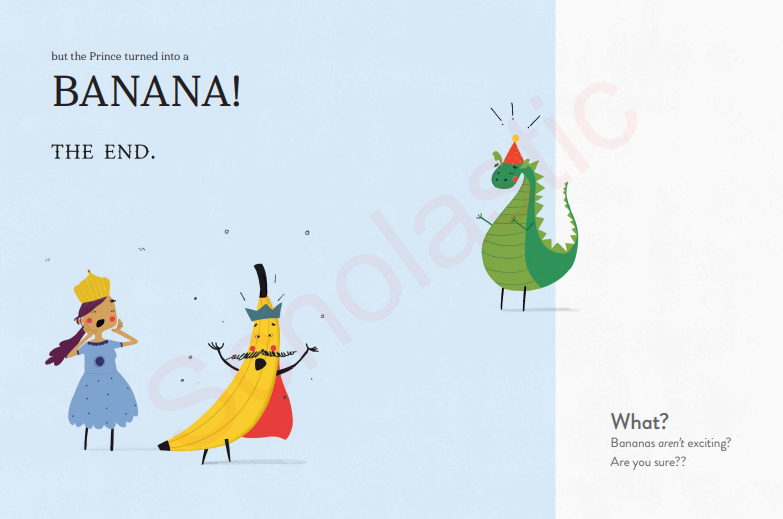 but the Prince turned into a
BANANA!
THE END.
Scholastic
What?
Bananas aren't exciting?
Are you sure??